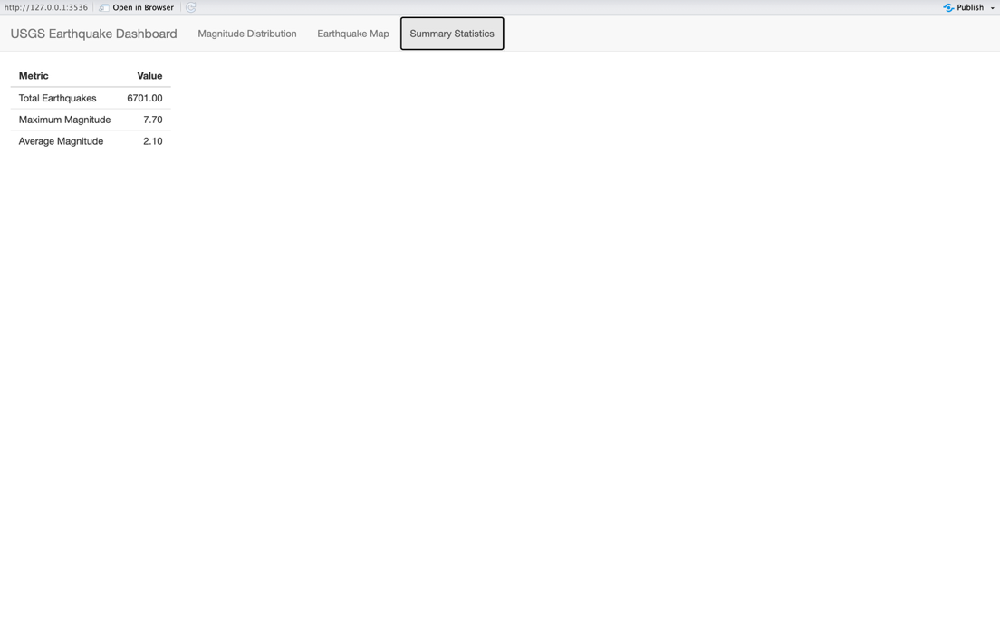 http://127.0.0.1:3536 Open in Browser Publish
USGS Earthquake Dashboard Magnitude Distribution Earthquake Map Summary Statistics
Metric Value
Total Earthquakes 6701.00
Maximum Magnitude 7.70
Average Magnitude 2.10